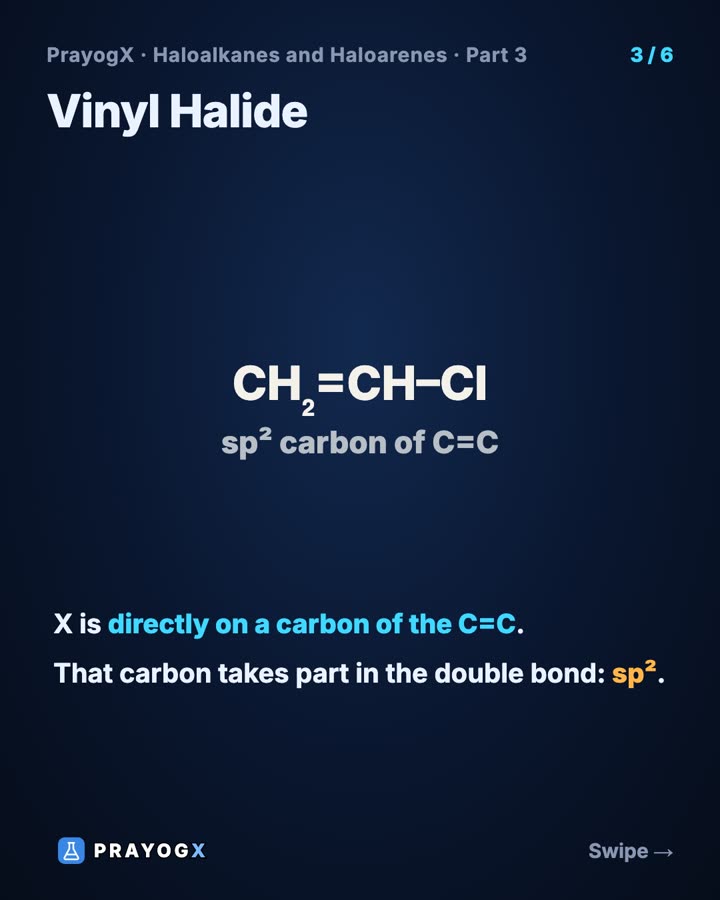 PrayogX · Haloalkanes and Haloarenes · Part 3
3 / 6
Vinyl Halide
CH₂=CH–Cl
sp² carbon of C=C
X is directly on a carbon of the C=C.
That carbon takes part in the double bond: sp².
PRAYOGX
Swipe →